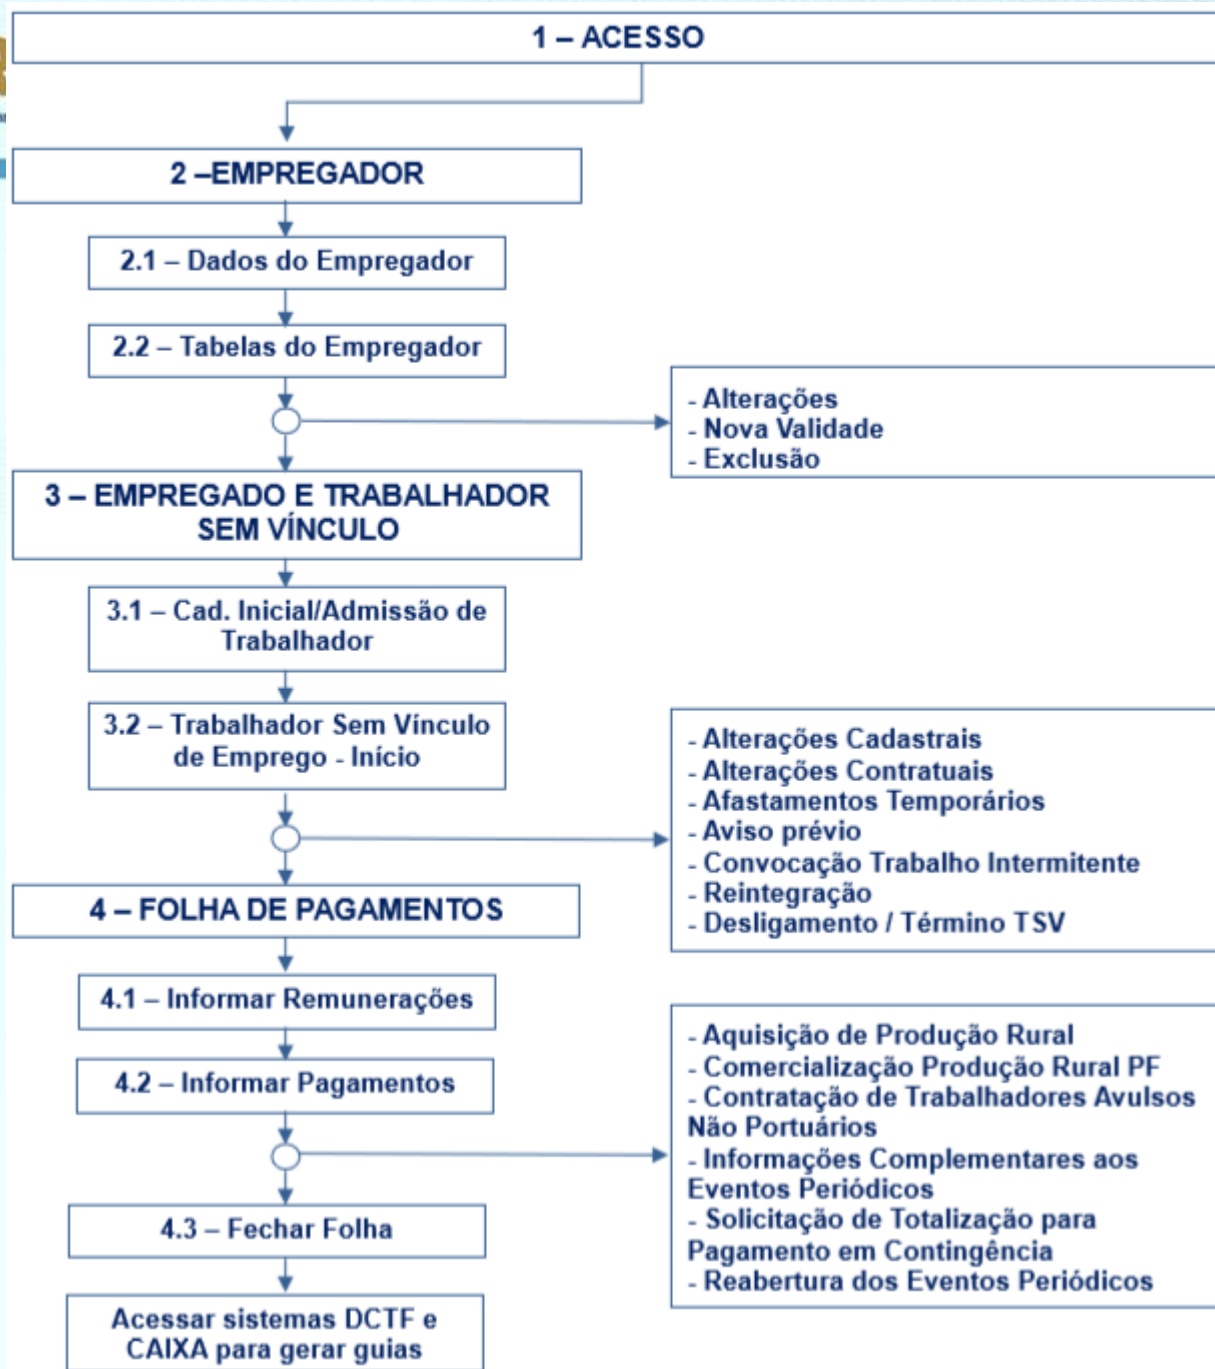 1 – ACESSO
2 –EMPREGADOR
2.1 – Dados do Empregador
2.2 – Tabelas do Empregador
- Alterações
- Nova Validade
- Exclusão
3 – EMPREGADO E TRABALHADOR
SEM VÍNCULO
3.1 – Cad. Inicial/Admissão de
Trabalhador
3.2 – Trabalhador Sem Vínculo
de Emprego - Início
- Alterações Cadastrais
- Alterações Contratuais
- Afastamentos Temporários
- Aviso prévio
- Convocação Trabalho Intermitente
- Reintegração
- Desligamento / Término TSV
4 – FOLHA DE PAGAMENTOS
4.1 – Informar Remunerações
4.2 – Informar Pagamentos
- Aquisição de Produção Rural
- Comercialização Produção Rural PF
- Contratação de Trabalhadores Avulsos
Não Portuários
- Informações Complementares aos
Eventos Periódicos
- Solicitação de Totalização para
Pagamento em Contingência
- Reabertura dos Eventos Periódicos
4.3 – Fechar Folha
Acessar sistemas DCTF e
CAIXA para gerar guias